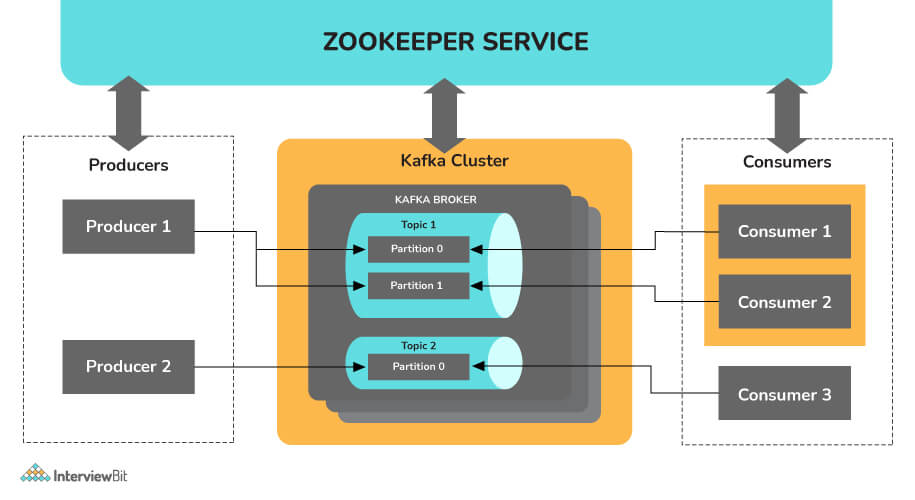 ZOOKEEPER SERVICE
Producers
Producer 1
Producer 2
Kafka Cluster
KAFKA BROKER
Topic 1
Partition 0
Partition 1
Topic 2
Partition 0
Consumers
Consumer 1
Consumer 2
Consumer 3
InterviewBit